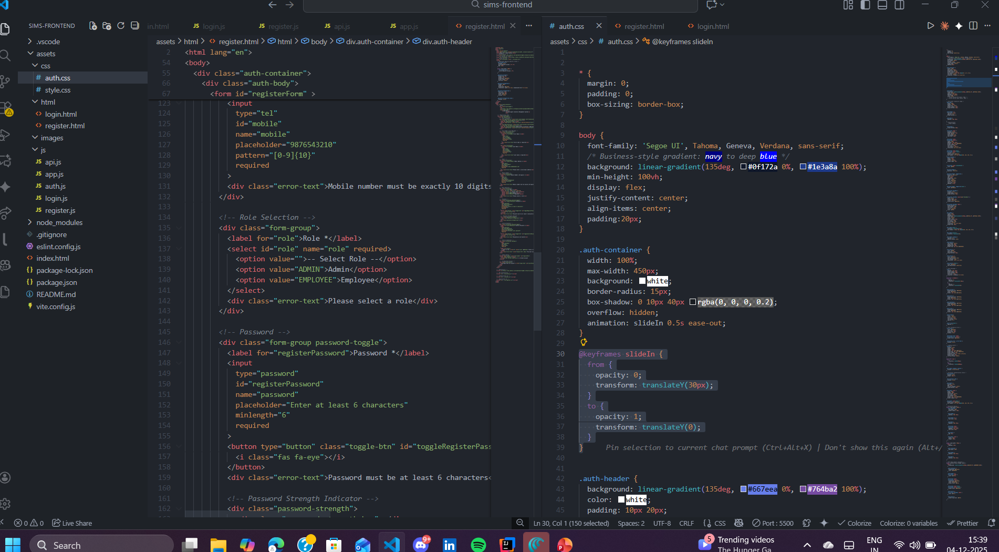 sims-frontend
SIMS-FRONTEND
in.html
JS login.js
JS register.js
JS api.js
JS app.js
<> register.html
# auth.css
<> register.html
<> login.html
assets > html > <> register.html > html > body > div.auth-container > div.auth-header
assets > css > # auth.css > @keyframes slideIn
.vscode
assets
css
# auth.css
# style.css
html
<> login.html
<> register.html
images
js
JS api.js
JS app.js
JS auth.js
JS login.js
JS register.js
node_modules
.gitignore
eslint.config.js
<> index.html
{} package-lock.json
{} package.json
README.md
vite.config.js
2 <html lang="en">
54 <body>
55 <div class="auth-container">
66 <div class="auth-body">
67 <form id="registerForm" >
123 <input
124 type="tel"
125 id="mobile"
126 name="mobile"
127 placeholder="9876543210"
128 pattern="[0-9]{10}"
129 required
130 >
131 <div class="error-text">Mobile number must be exactly 10 digits
132 </div>
133
134 <!-- Role Selection -->
135 <div class="form-group">
136 <label for="role">Role *</label>
137 <select id="role" name="role" required>
138 <option value="">-- Select Role --</option>
139 <option value="ADMIN">Admin</option>
140 <option value="EMPLOYEE">Employee</option>
141 </select>
142 <div class="error-text">Please select a role</div>
143 </div>
144
145 <!-- Password -->
146 <div class="form-group password-toggle">
147 <label for="registerPassword">Password *</label>
148 <input
149 type="password"
150 id="registerPassword"
151 name="password"
152 placeholder="Enter at least 6 characters"
153 minlength="6"
154 required
155 >
156 <button type="button" class="toggle-btn" id="toggleRegisterPass
157 <i class="fas fa-eye"></i>
158 </button>
159 <div class="error-text">Password must be at least 6 characters<
160
161 <!-- Password Strength Indicator -->
162 <div class="password-strength">
1
2
3 * {
4 margin: 0;
5 padding: 0;
6 box-sizing: border-box;
7 }
8
9 body {
10 font-family: 'Segoe UI', Tahoma, Geneva, Verdana, sans-serif;
11 /* Business-style gradient: navy to deep blue */
12 background: linear-gradient(135deg, #0f172a 0%, #1e3a8a 100%);
13 min-height: 100vh;
14 display: flex;
15 justify-content: center;
16 align-items: center;
17 padding:20px;
18 }
19
20 .auth-container {
21 width: 100%;
22 max-width: 450px;
23 background: white;
24 border-radius: 15px;
25 box-shadow: 0 10px 40px rgba(0, 0, 0, 0.2);
26 overflow: hidden;
27 animation: slideIn 0.5s ease-out;
28 }
29
30 @keyframes slideIn {
31 from {
32 opacity: 0;
33 transform: translateY(30px);
34 }
35 to {
36 opacity: 1;
37 transform: translateY(0);
38 }
39 } Pin selection to current chat prompt (Ctrl+Alt+X) | Don't show this again (Alt+/
40
41
42 .auth-header {
43 background: linear-gradient(135deg, #667eea 0%, #764ba2 100%);
44 color: white;
45 padding: 10px 20px;
0 0 Live Share
Ln 30, Col 1 (150 selected) Spaces: 2 UTF-8 CRLF {} CSS Port : 5500 Colorize Colorize: 0 variables Prettier
Search
9+
5
Trending videos
The Hunger Ga
ENG
IN
15:39
04-12-2025